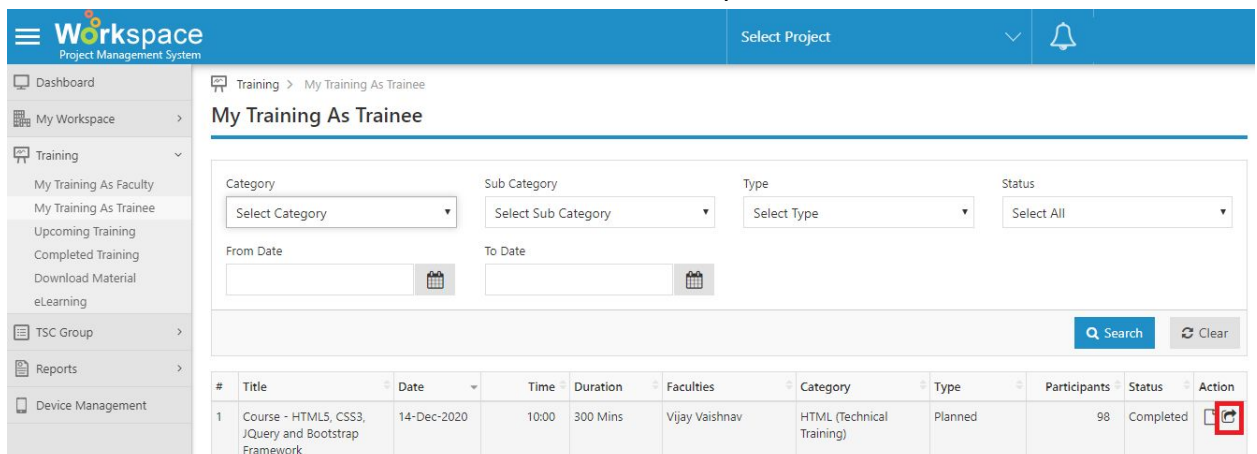 Workspace
Project Management System
Select Project
Dashboard
My Workspace
Training
My Training As Faculty
My Training As Trainee
Upcoming Training
Completed Training
Download Material
eLearning
TSC Group
Reports
Device Management
Training > My Training As Trainee
My Training As Trainee
Category Sub Category Type Status
Select Category Select Sub Category Select Type Select All
From Date To Date
Search Clear
# Title Date Time Duration Faculties Category Type Participants Status Action
1 Course - HTML5, CSS3, 14-Dec-2020 10:00 300 Mins Vijay Vaishnav HTML (Technical Planned 98 Completed
JQuery and Bootstrap Training)
Framework